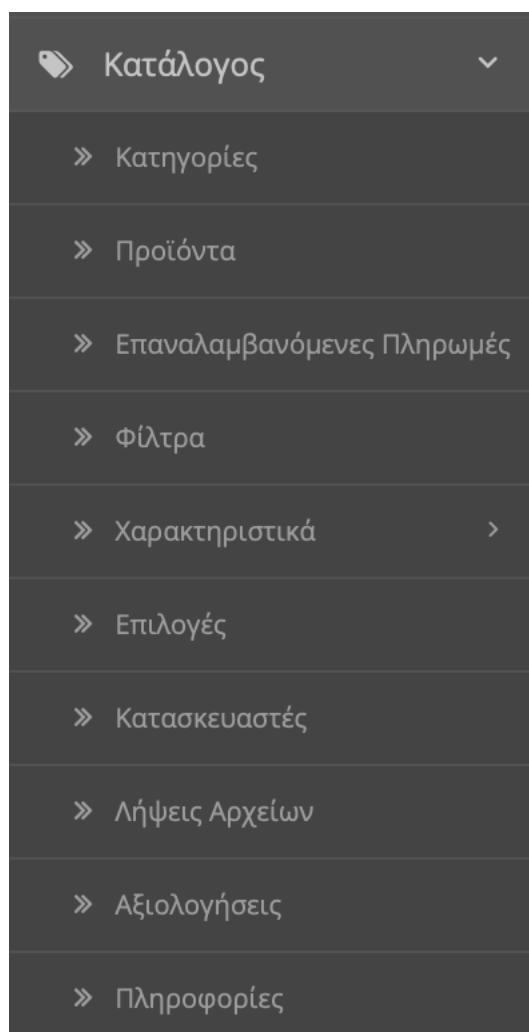 Κατάλογος
Κατηγορίες
Προϊόντα
Επαναλαμβανόμενες Πληρωμές
Φίλτρα
Χαρακτηριστικά
Επιλογές
Κατασκευαστές
Λήψεις Αρχείων
Αξιολογήσεις
Πληροφορίες